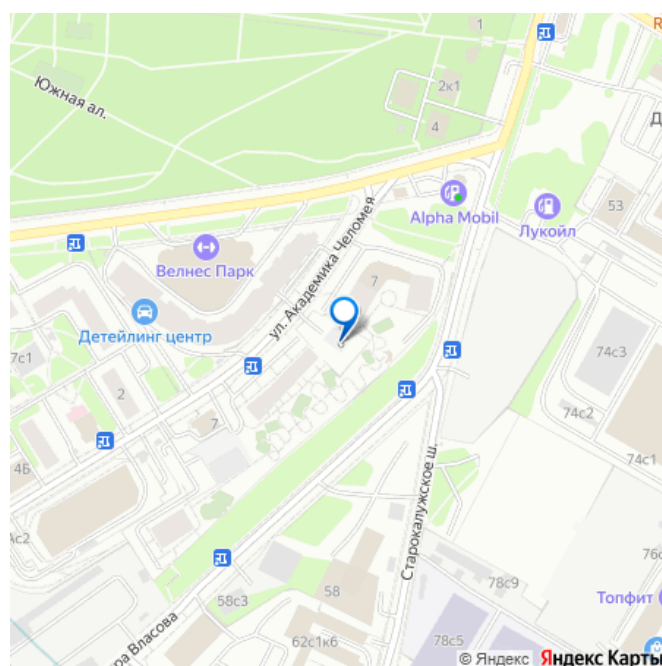 1
R
Южная ал.
2к1
4
Д
ул. Академика Челомея
Alpha Mobil
Лукойл
53
Велнес Парк
7
Детейлинг центр
7с1
2
74с3
7
74с2
4Б
74с1
Ас2
Старокалужское ш.
76с
78с9
58с3
58
Топфит
ра Власова
62с1к6
78с5
© Яндекс
Яндекс Карты